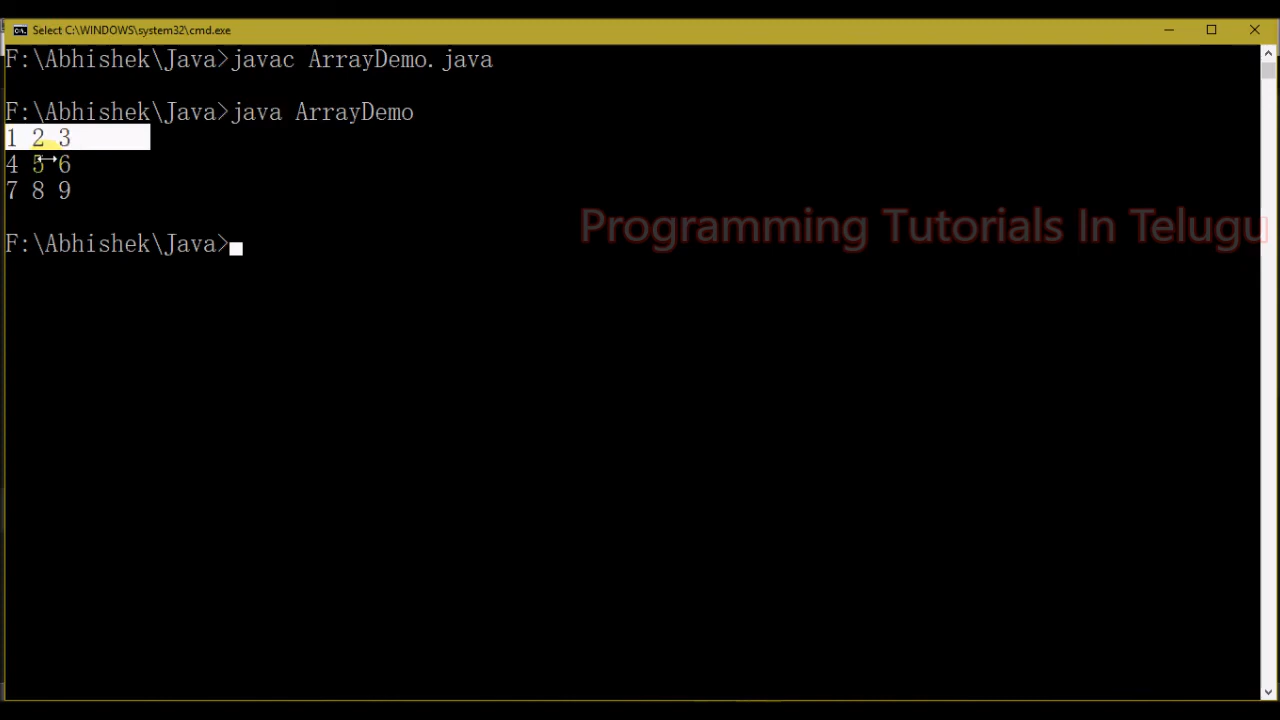 Select C:\WINDOWS\system32\cmd.exe
F:\Abhishek\Java>javac ArrayDemo.java
F:\Abhishek\Java>java ArrayDemo
1 2 3
4 5 6
7 8 9
Programming Tutorials In Telugu
F:\Abhishek\Java>